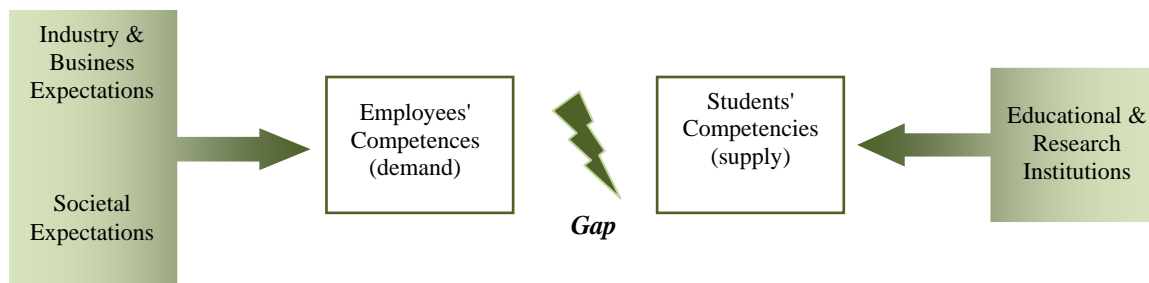 Industry &
Business
Expectations
Societal
Expectations
Employees'
Competences
(demand)
Gap
Students'
Competencies
(supply)
Educational &
Research
Institutions